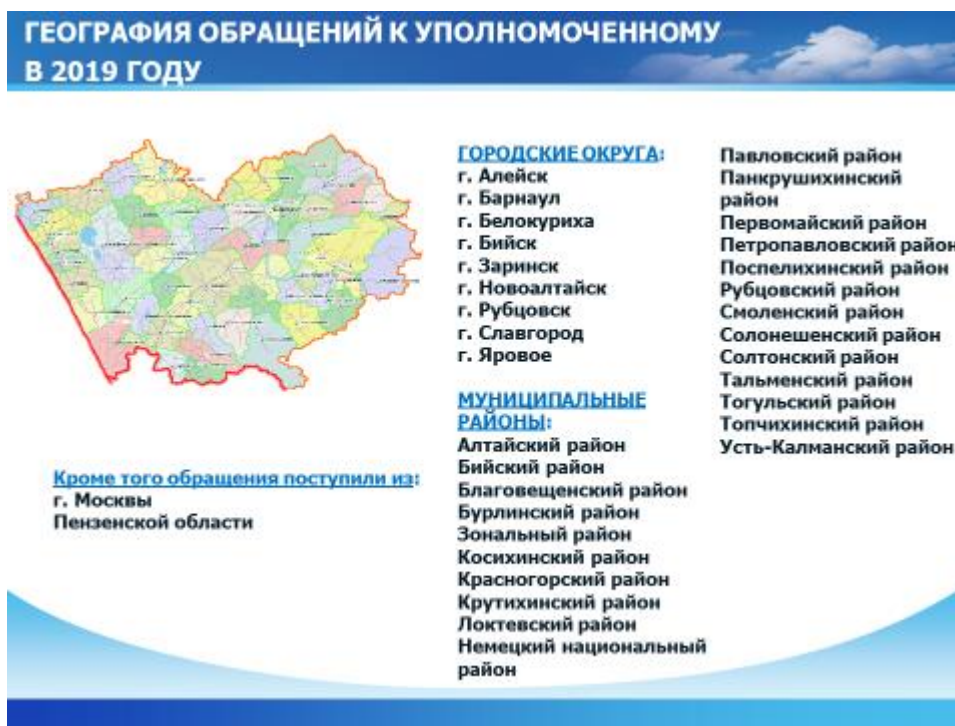 ГЕОГРАФИЯ ОБРАЩЕНИЙ К УПОЛНОМОЧЕННОМУ
В 2019 ГОДУ
Кроме того обращения поступили из:
г. Москвы
Пензенской области
ГОРОДСКИЕ ОКРУГА:
г. Алейск
г. Барнаул
г. Белокуриха
г. Бийск
г. Заринск
г. Новоалтайск
г. Рубцовск
г. Славгород
г. Яровое
МУНИЦИПАЛЬНЫЕ
РАЙОНЫ:
Алтайский район
Бийский район
Благовещенский район
Бурлинский район
Зональный район
Косихинский район
Красногорский район
Крутихинский район
Локтевский район
Немецкий национальный
район
Павловский район
Панкрушихинский
район
Первомайский район
Петропавловский район
Поспелихинский район
Рубцовский район
Смоленский район
Солонешенский район
Солтонский район
Тальменский район
Тогульский район
Топчихинский район
Усть-Калманский район